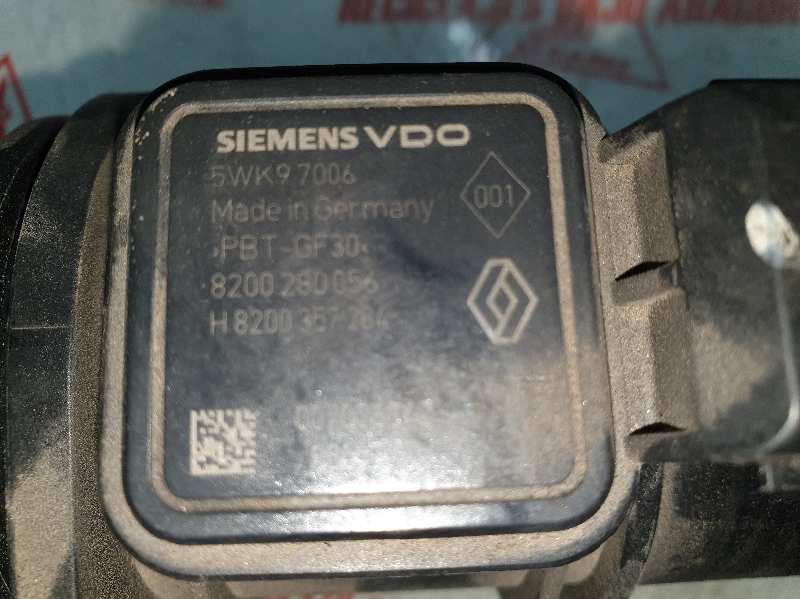 SIEMENS VDO
5WK9 7006
001
Made in Germany
›PBT-GF30‹
8200 280 056
H 8200 357 284